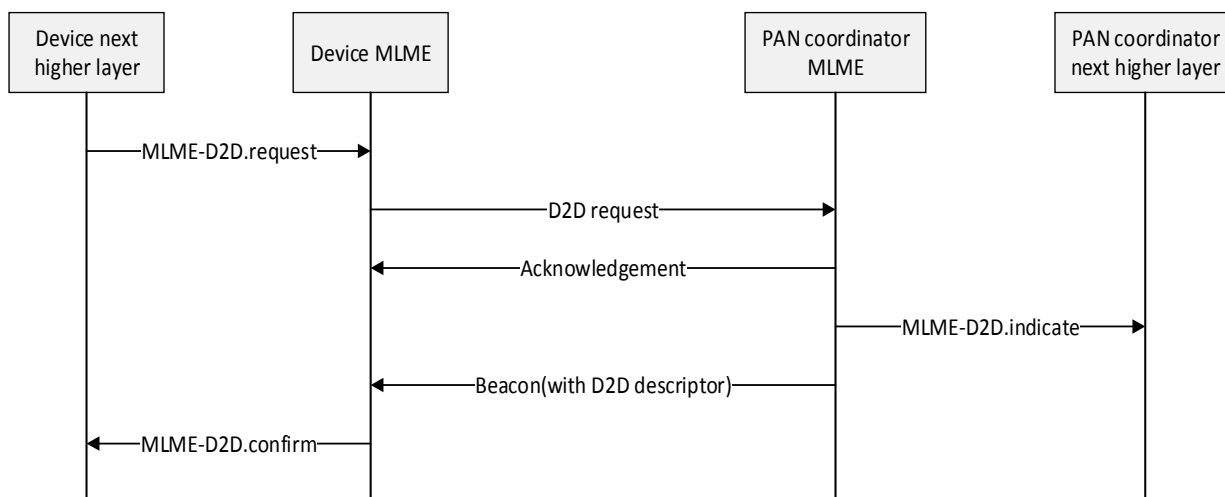 Device next
higher layer
Device MLME
PAN coordinator
MLME
PAN coordinator
next higher layer
MLME-D2D.request
D2D request
Acknowledgement
MLME-D2D.indicate
Beacon(with D2D descriptor)
MLME-D2D.confirm